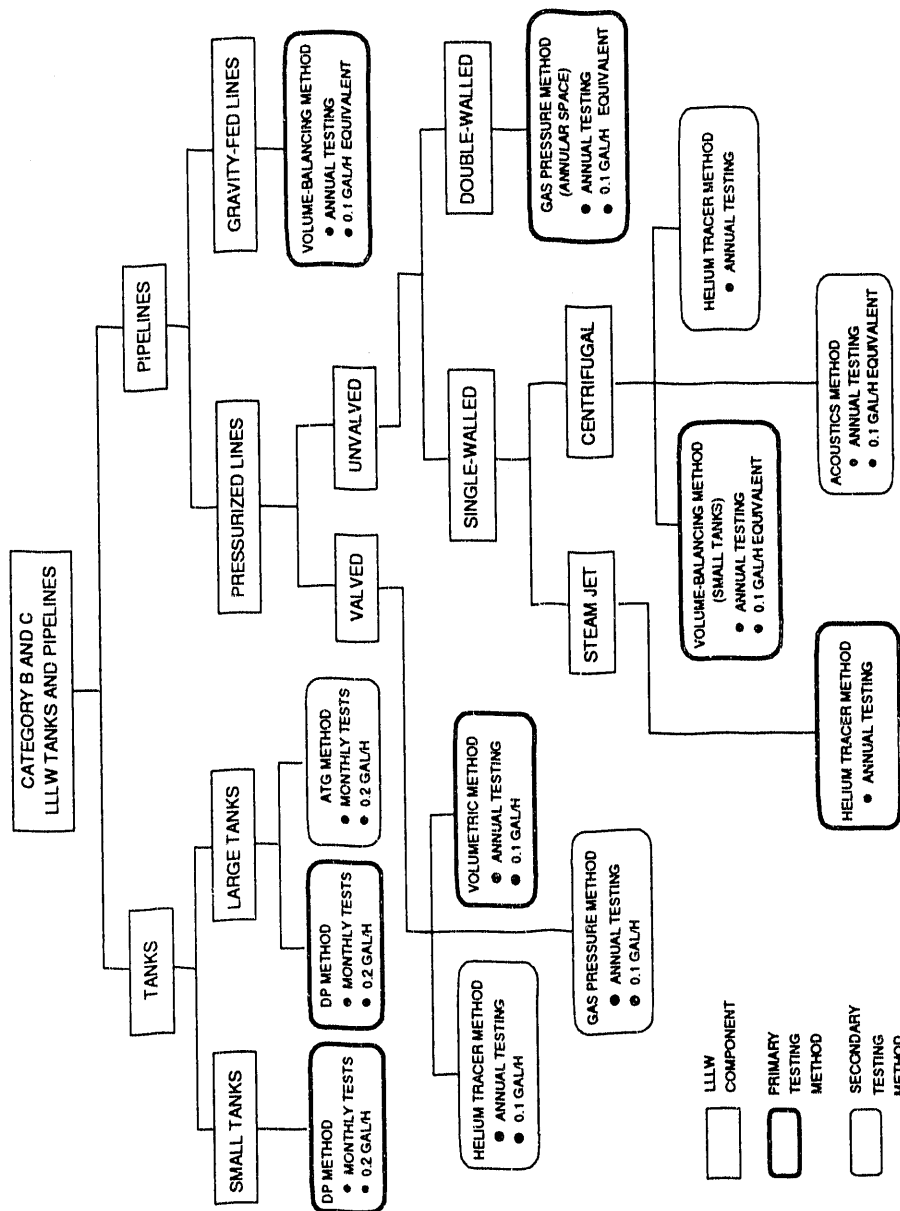 CATEGORY B AND C
LLLW TANKS AND PIPELINES
TANKS
PIPELINES
SMALL TANKS
LARGE TANKS
PRESSURIZED LINES
GRAVITY-FED LINES
DP METHOD
● MONTHLY TESTS
● 0.2 GAL/H
DP METHOD
● MONTHLY TESTS
● 0.2 GAL/H
ATG METHOD
● MONTHLY TESTS
● 0.2 GAL/H
VOLUME-BALANCING METHOD
● ANNUAL TESTING
● 0.1 GAL/H EQUIVALENT
VALVED
UNVALVED
HELIUM TRACER METHOD
● ANNUAL TESTING
● 0.1 GAL/H
VOLUMETRIC METHOD
● ANNUAL TESTING
● 0.1 GAL/H
GAS PRESSURE METHOD
● ANNUAL TESTING
● 0.1 GAL/H
SINGLE-WALLED
DOUBLE-WALLED
STEAM JET
CENTRIFUGAL
GAS PRESSURE METHOD
(ANNULAR SPACE)
● ANNUAL TESTING
● 0.1 GAL/H EQUIVALENT
VOLUME-BALANCING METHOD
(SMALL TANKS)
● ANNUAL TESTING
● 0.1 GAL/H EQUIVALENT
HELIUM TRACER METHOD
● ANNUAL TESTING
HELIUM TRACER METHOD
● ANNUAL TESTING
ACOUSTICS METHOD
● ANNUAL TESTING
● 0.1 GAL/H EQUIVALENT
LLLW
COMPONENT
PRIMARY
TESTING
METHOD
SECONDARY
TESTING
METHOD